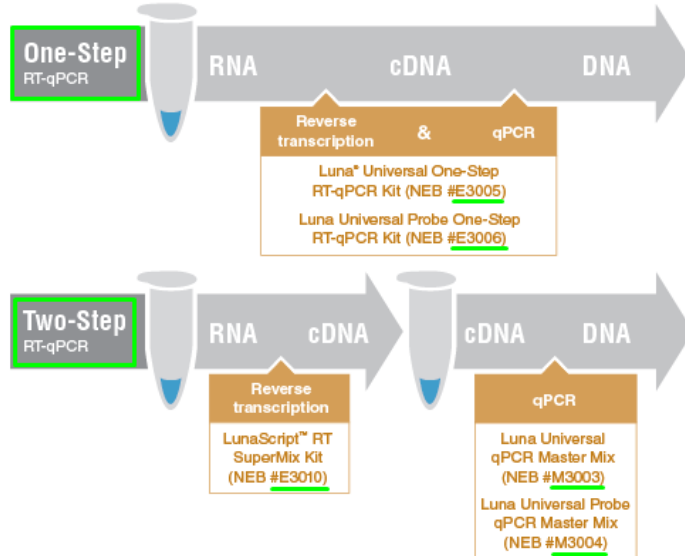 One-Step
RT-qPCR
RNA
cDNA
DNA
Reverse
transcription
&
qPCR
Luna® Universal One-Step
RT-qPCR Kit (NEB #E3005)
Luna Universal Probe One-Step
RT-qPCR Kit (NEB #E3006)
Two-Step
RT-qPCR
RNA
cDNA
cDNA
DNA
Reverse
transcription
LunaScript™ RT
SuperMix Kit
(NEB #E3010)
qPCR
Luna Universal
qPCR Master Mix
(NEB #M3003)
Luna Universal Probe
qPCR Master Mix
(NEB #M3004)